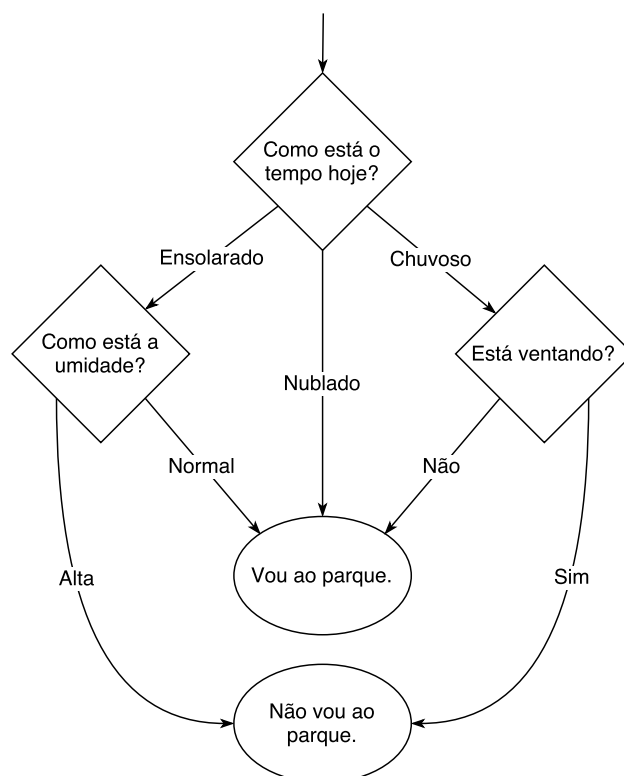 Como está o
tempo hoje?
Ensolarado
Chuvoso
Como está a
umidade?
Está ventando?
Nublado
Normal
Não
Vou ao parque.
Alta
Sim
Não vou ao
parque.